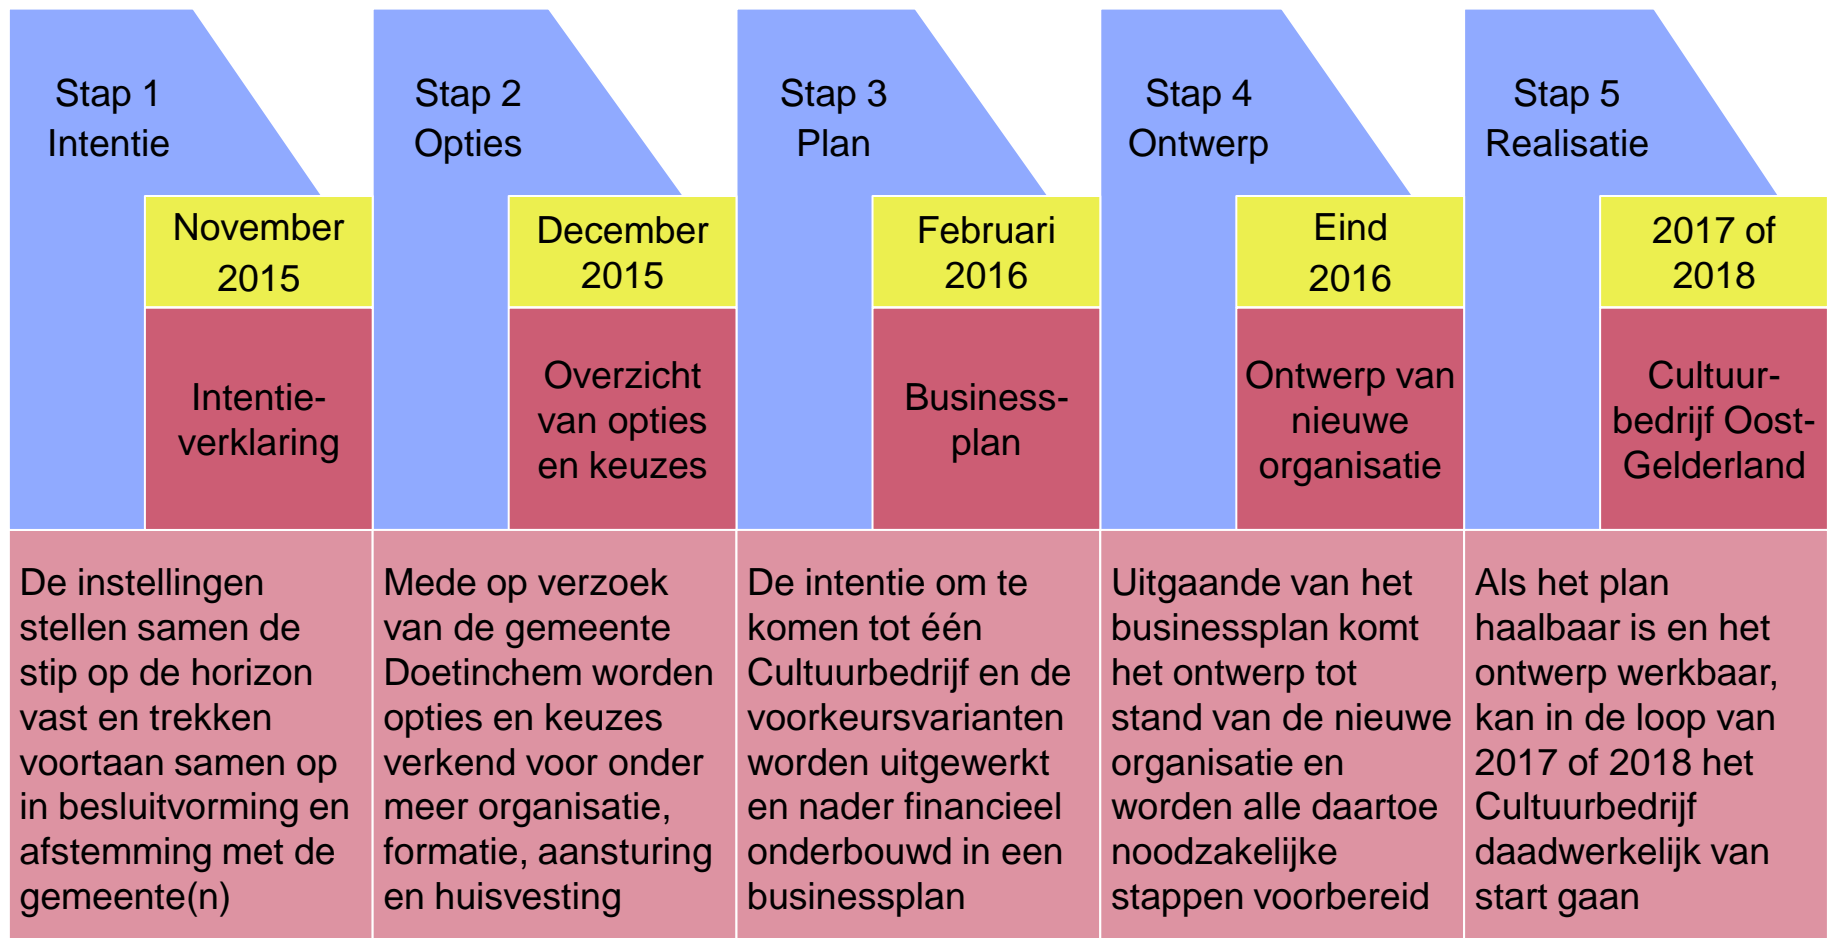 Stap 1
Intentie
November
2015
Intentie-
verklaring
De instellingen
stellen samen de
stip op de horizon
vast en trekken
voortaan samen op
in besluitvorming en
afstemming met de
gemeente(n)
Stap 2
Opties
December
2015
Overzicht
van opties
en keuzes
Mede op verzoek
van de gemeente
Doetinchem worden
opties en keuzes
verkend voor onder
meer organisatie,
formatie, aansturing
en huisvesting
Stap 3
Plan
Februari
2016
Business-
plan
De intentie om te
komen tot één
Cultuurbedrijf en de
voorkeursvarianten
worden uitgewerkt
en nader financieel
onderbouwd in een
businessplan
Stap 4
Ontwerp
Eind
2016
Ontwerp van
nieuwe
organisatie
Uitgaande van het
businessplan komt
het ontwerp tot
stand van de nieuwe
organisatie en
worden alle daartoe
noodzakelijke
stappen voorbereid
Stap 5
Realisatie
2017 of
2018
Cultuur-
bedrijf Oost-
Gelderland
Als het plan
haalbaar is en het
ontwerp werkbaar,
kan in de loop van
2017 of 2018 het
Cultuurbedrijf
daadwerkelijk van
start gaan